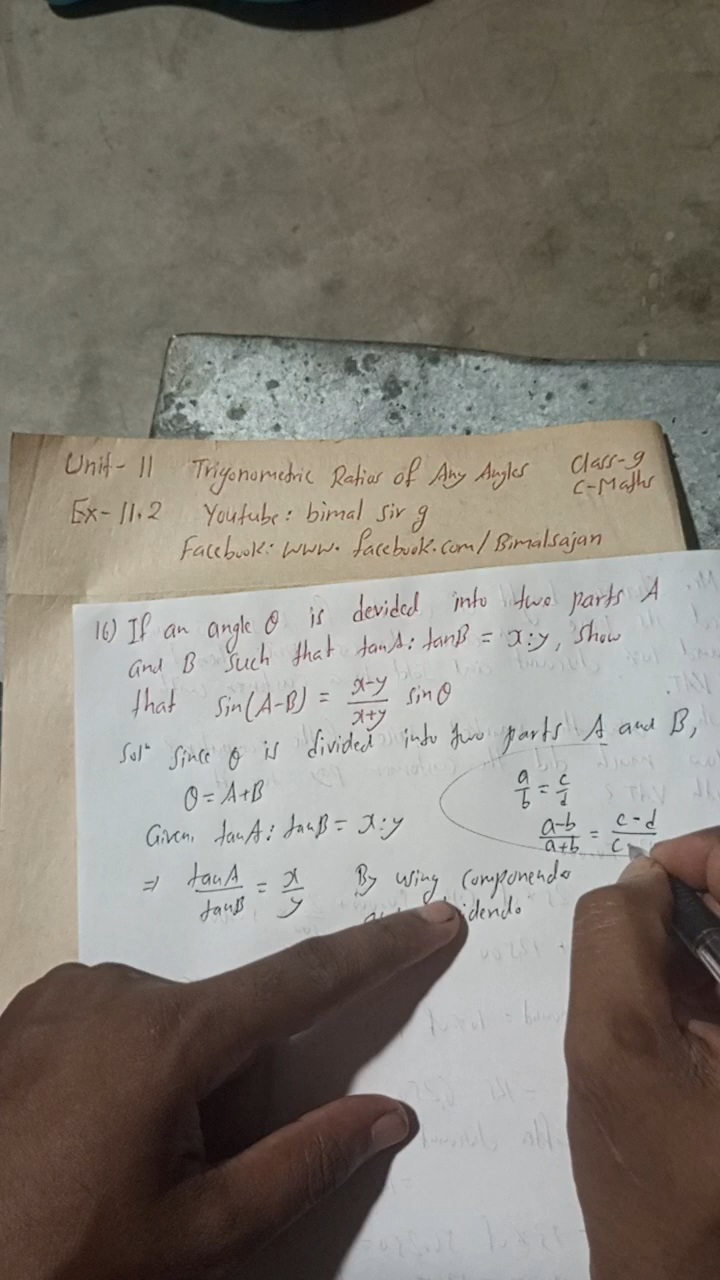 Unit- 11 Trigonometric Ratios of Any Angles Class-9
Ex- 11.2 Youtube: bimal sir g C-Maths
Facebook: www. facebook.com/Bimalsajan
16) If an angle θ is devided into two parts A
and B such that tanA: tanB = x:y, show
that sin(A-B) = x-y/x+y sinθ
Solⁿ Since θ is divided into two parts A and B,
θ = A+B
a/b = c/d
Given, tanA: tanB = x:y
a-b/a+b = c-d/c
⇒ tanA/tanB = x/y By using Componendo